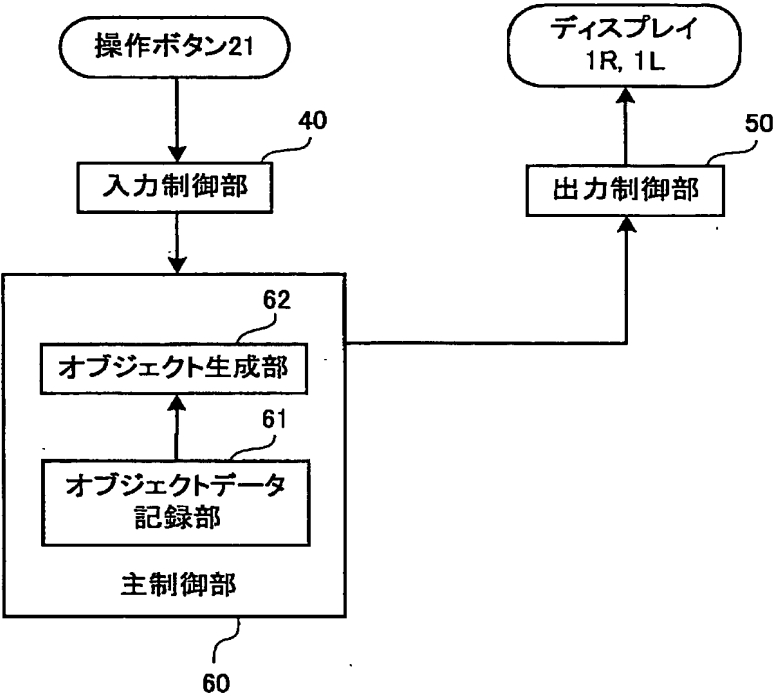 操作ボタン21
ディスプレイ
1R, 1L
40
50
入力制御部
出力制御部
62
オブジェクト生成部
61
オブジェクトデータ
記録部
主制御部
60